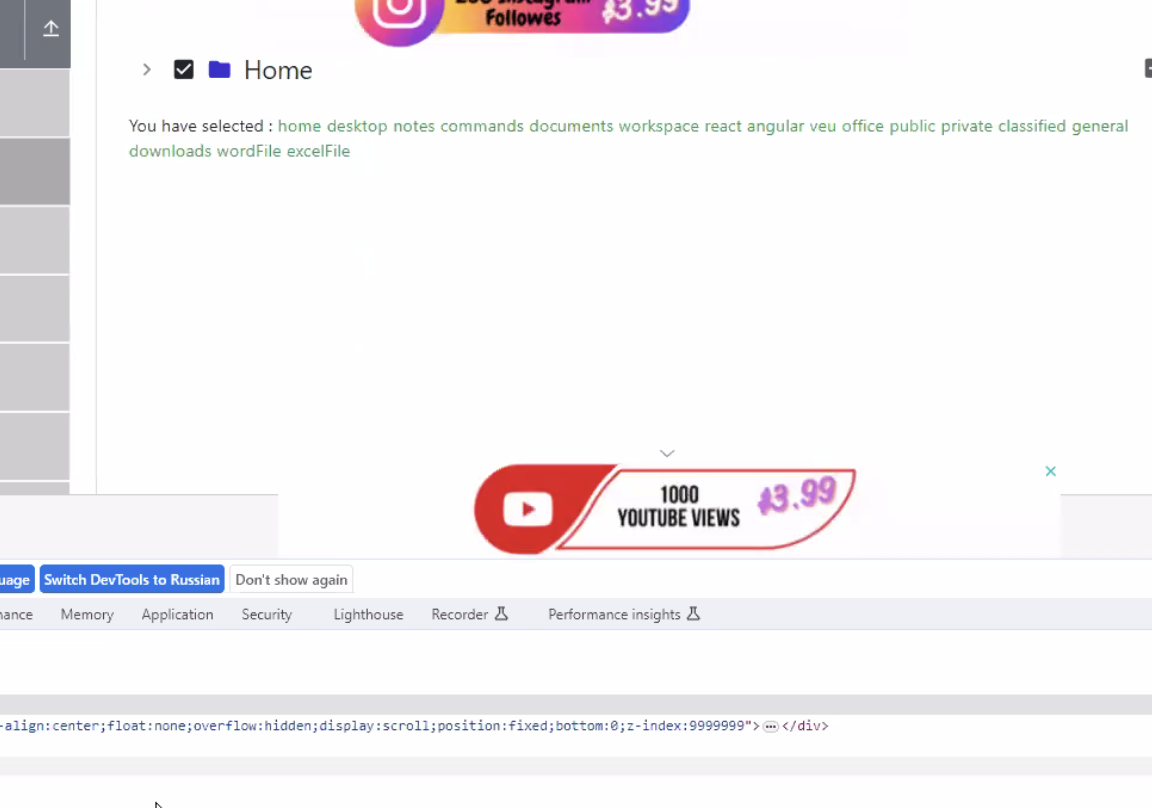 Followes
$3.99
Home
You have selected : home desktop notes commands documents workspace react angular veu office public private classified general
downloads wordFile excelFile
1000
YOUTUBE VIEWS
$3.99
Switch DevTools to Russian
Don't show again
Memory
Application
Security
Lighthouse
Recorder
Performance insights
-align:center;float:none;overflow:hidden;display:scroll;position:fixed;bottom:0;z-index:9999999">…</div>